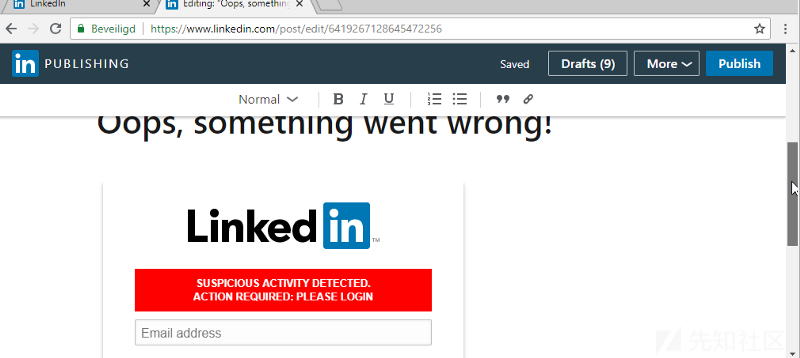 LinkedIn
Editing: "Oops, somethin
Beveiligd
https://www.linkedin.com/post/edit/6419267128645472256
in PUBLISHING
Saved
Drafts (9)
More
Publish
Normal
B I U
Oops, something went wrong!
Linked in ™
SUSPICIOUS ACTIVITY DETECTED.
ACTION REQUIRED: PLEASE LOGIN
Email address
先知社区